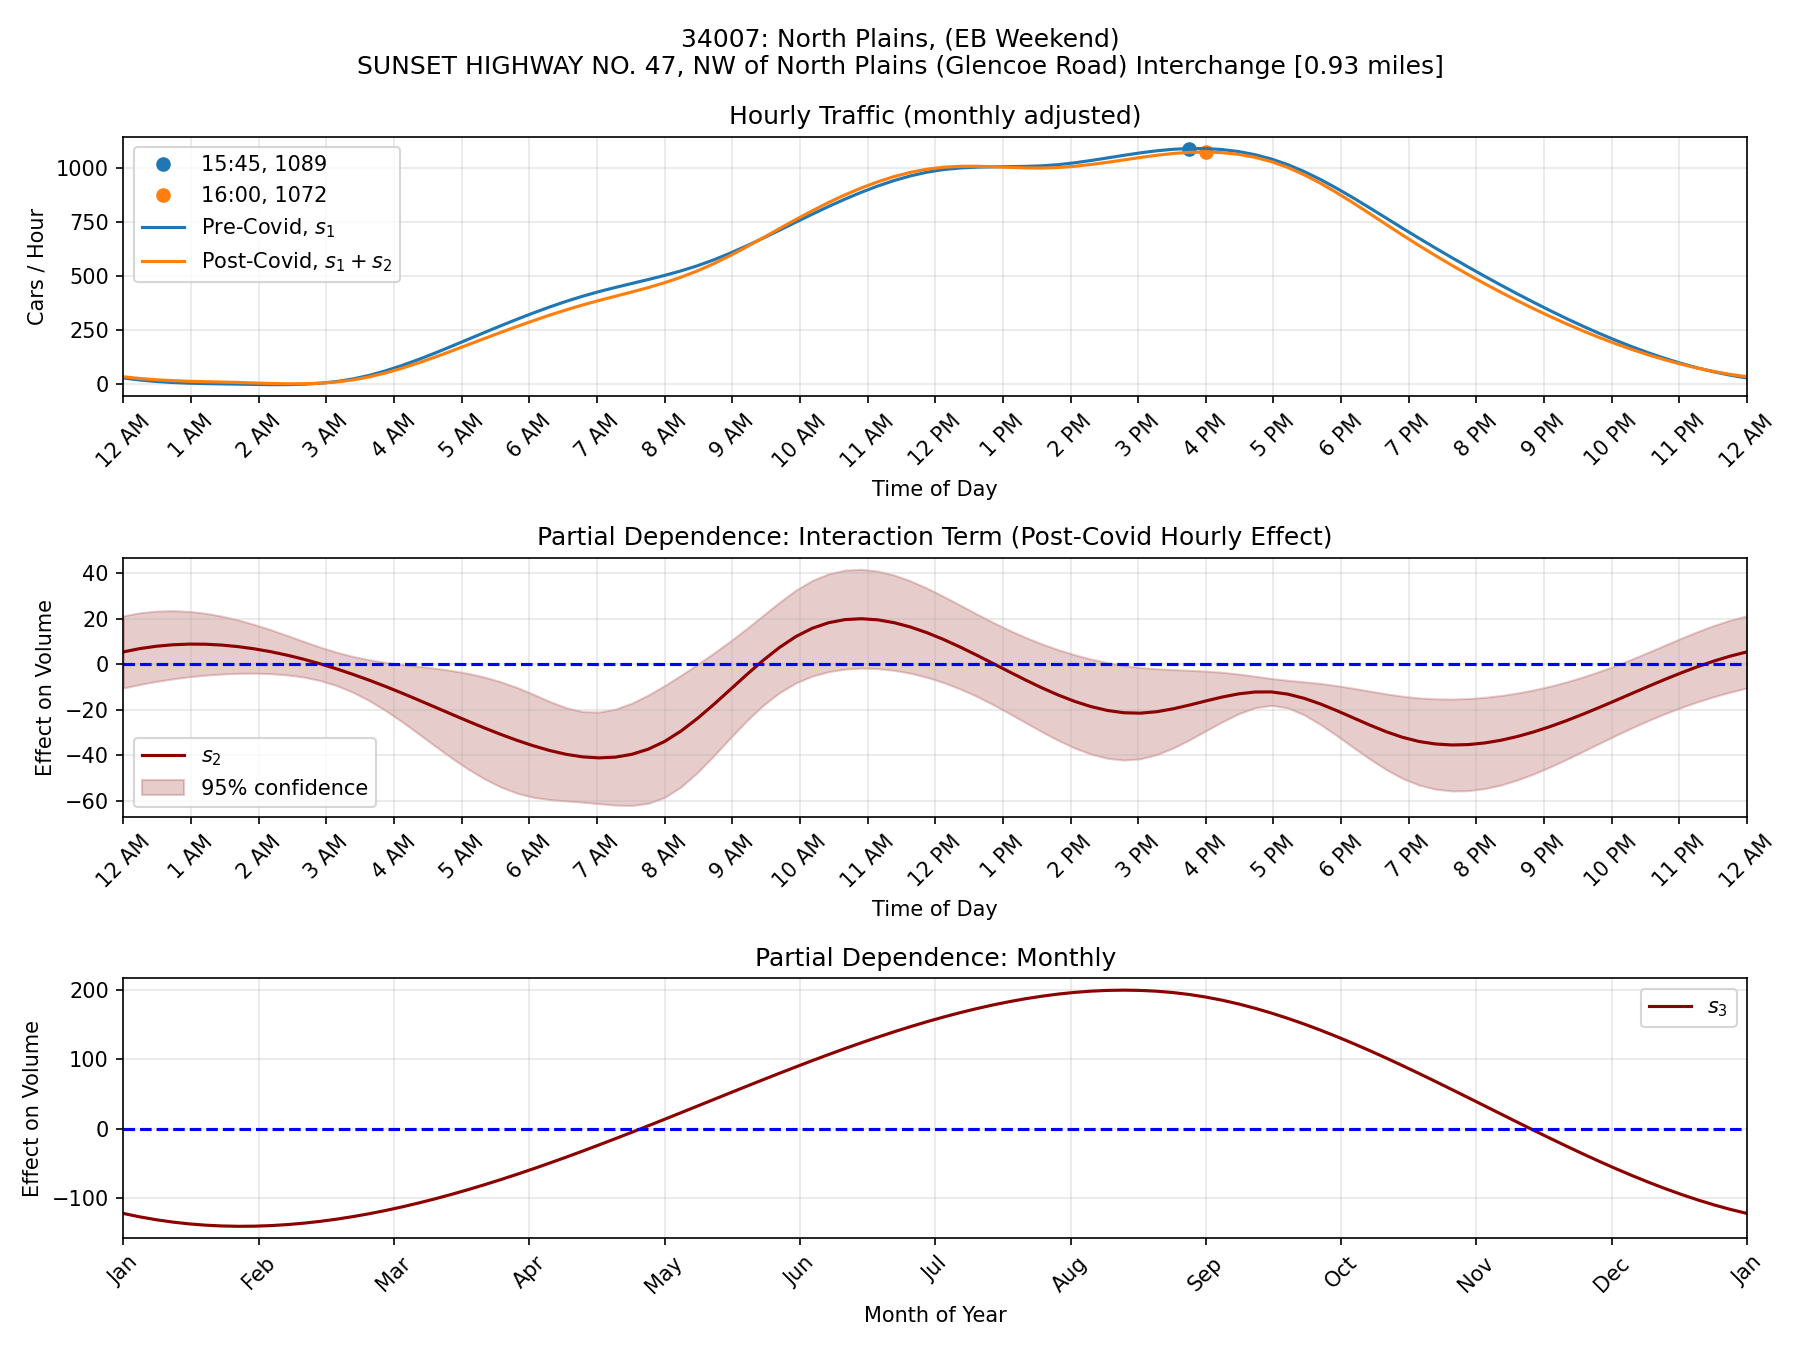 34007: North Plains, (EB Weekend)
SUNSET HIGHWAY NO. 47, NW of North Plains (Glencoe Road) Interchange [0.93 miles]
Hourly Traffic (monthly adjusted)
Cars / Hour
1000
750
500
250
0
15:45, 1089
16:00, 1072
Pre-Covid, s₁
Post-Covid, s₁ + s₂
12 AM 1 AM 2 AM 3 AM 4 AM 5 AM 6 AM 7 AM 8 AM 9 AM 10 AM 11 AM 12 PM 1 PM 2 PM 3 PM 4 PM 5 PM 6 PM 7 PM 8 PM 9 PM 10 PM 11 PM 12 AM
Time of Day
Partial Dependence: Interaction Term (Post-Covid Hourly Effect)
Effect on Volume
40
20
0
−20
−40
−60
s₂
95% confidence
12 AM 1 AM 2 AM 3 AM 4 AM 5 AM 6 AM 7 AM 8 AM 9 AM 10 AM 11 AM 12 PM 1 PM 2 PM 3 PM 4 PM 5 PM 6 PM 7 PM 8 PM 9 PM 10 PM 11 PM 12 AM
Time of Day
Partial Dependence: Monthly
Effect on Volume
200
100
0
−100
s₃
Jan Feb Mar Apr May Jun Jul Aug Sep Oct Nov Dec Jan
Month of Year